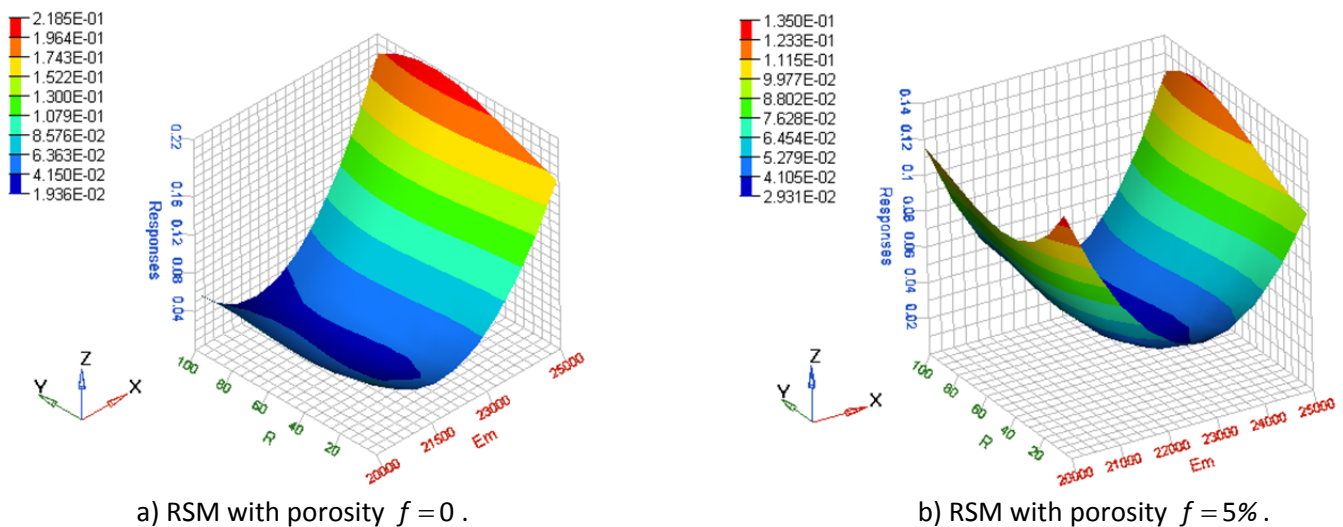 2.185E-01
1.964E-01
1.743E-01
1.522E-01
1.300E-01
1.079E-01
8.576E-02
6.363E-02
4.150E-02
1.936E-02
0.22
0.16
0.12
0.08
0.04
Responses
100
80
60
40
20
R
20000
21500
23000
25000
Em
Z
Y
X
a) RSM with porosity f = 0 .
1.350E-01
1.233E-01
1.115E-01
9.977E-02
8.802E-02
7.628E-02
6.454E-02
5.279E-02
4.105E-02
2.931E-02
0.14
0.12
0.1
0.08
0.06
0.04
0.02
Responses
100
80
60
40
20
R
20000
21000
22000
23000
24000
25000
Em
Z
Y
X
b) RSM with porosity f = 5% .